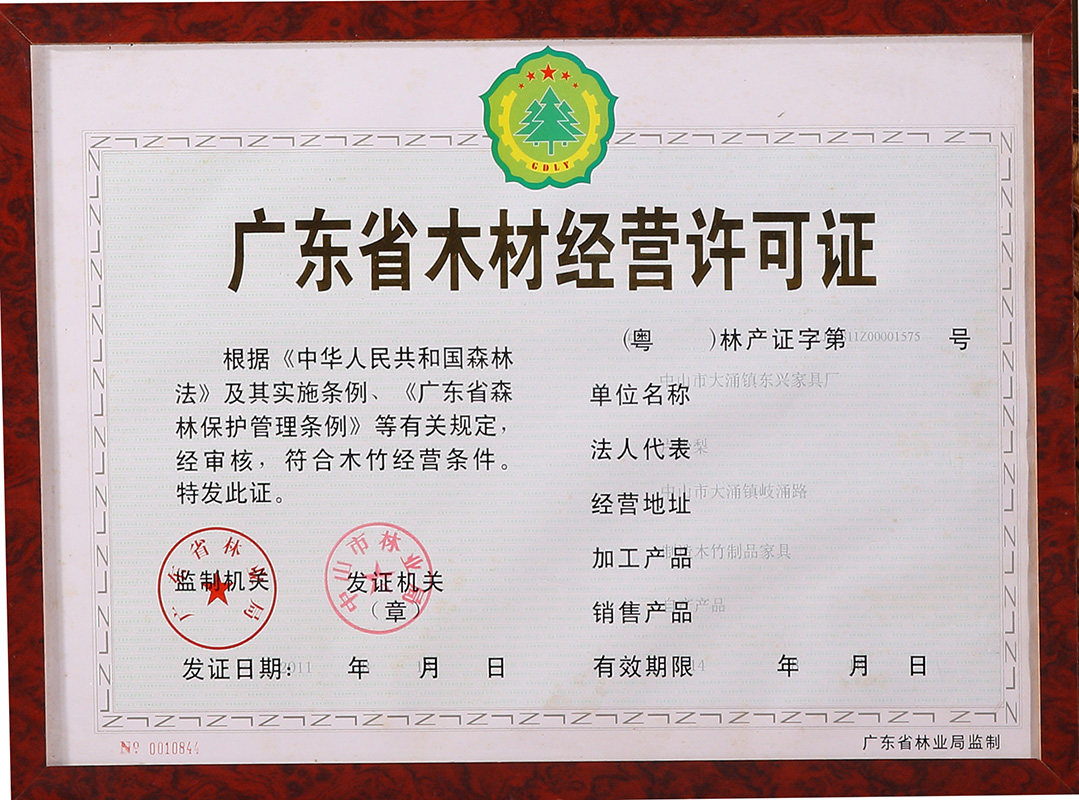 GDLY
广东省木材经营许可证
(粤 )林产证字第 11Z00001575 号
根据《中华人民共和国森林
法》及其实施条例、《广东省森
林保护管理条例》等有关规定,
经审核,符合木竹经营条件。
特发此证。
单位名称 中山市大涌镇东兴家具厂
法人代表 梨
经营地址 中山市大涌镇岐涌路
加工产品 制造木竹制品家具
销售产品 自产产品
广东省林业局
监制机关
中山市林业局
发证机关
(章)
发证日期: 2011 年 月 日
有效期限 14 年 月 日
№ 0010844
广东省林业局监制